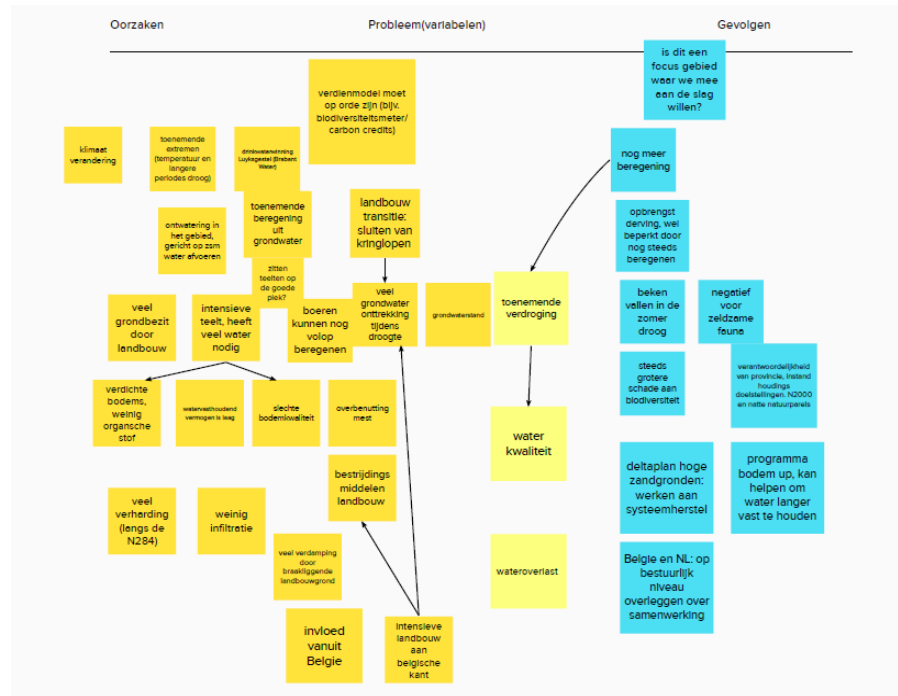 Oorzaken
Probleem(variabelen)
Gevolgen
is dit een
focus gebied
waar we mee
aan de slag
willen?
verdienmodel moet
op orde zijn (bijv.
biodiversiteitsmeter/
carbon credits)
klimaat
verandering
toenemende
extremen
(temperatuur en
langere
periodes droog)
drinkwaterwinning
Luyksgestel (Brabant
Water)
nog meer
beregening
ontwatering in
het gebied,
gericht op zsm
water afvoeren
toenemende
beregening
uit
grondwater
landbouw
transitie:
sluiten van
kringlopen
opbrengst
derving, wel
beperkt door
nog steeds
beregenen
zitten
teelten op
de goede
plek?
veel
grondbezit
door
landbouw
intensieve
teelt, heeft
veel water
nodig
boeren
kunnen nog
volop
beregenen
veel
grondwater
onttrekking
tijdens
droogte
grondwaterstand
toenemende
verdroging
beken
vallen in de
zomer
droog
negatief
voor
zeldzame
fauna
verdichte
bodems,
weinig
organsche
stof
watervasthoudend
vermogen is laag
slechte
bodemkwaliteit
overbenutting
mest
steeds
grotere
schade aan
biodiversiteit
verantwoordelijkheid
van provincie, instand
houdings
doelstellingen. N2000
en natte natuurparels
water
kwaliteit
bestrijdings
middelen
landbouw
deltaplan hoge
zandgronden:
werken aan
systeemherstel
programma
bodem up, kan
helpen om
water langer
vast te houden
veel
verharding
(langs de
N284)
weinig
infiltratie
veel verdamping
door
braakliggende
landbouwgrond
wateroverlast
Belgie en NL: op
bestuurlijk
niveau
overleggen over
samenwerking
invloed
vanuit
Belgie
intensieve
landbouw
aan
belgische
kant